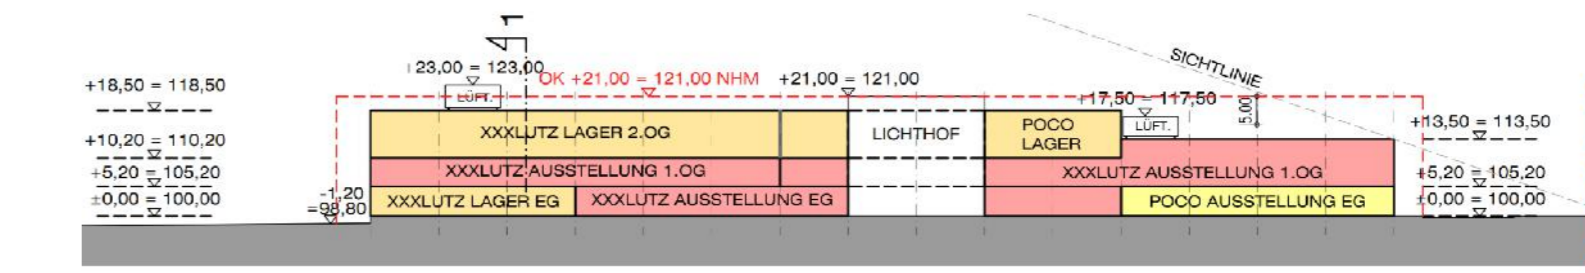 1
SICHTLINIE
+23,00 = 123,00
OK +21,00 = 121,00 NHM
+21,00 = 121,00
+18,50 = 118,50
LÜFT.
+17,50 = 117,50
5.00
LÜFT.
+13,50 = 113,50
XXXLUTZ LAGER 2.OG
LICHTHOF
POCO
LAGER
+10,20 = 110,20
+5,20 = 105,20
XXXLUTZ AUSSTELLUNG 1.OG
XXXLUTZ AUSSTELLUNG 1.OG
+5,20 = 105,20
±0,00 = 100,00
-1,20
=98,80
XXXLUTZ LAGER EG
XXXLUTZ AUSSTELLUNG EG
POCO AUSSTELLUNG EG
±0,00 = 100,00